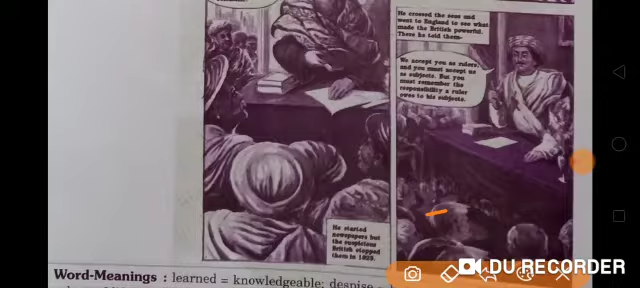 He crossed the seas and
went to England to see what
made the British powerful.
There he told them-
We accept you as rulers,
and you must accept us
as subjects. But you
must remember the
responsibility a ruler
owes to his subjects.
He started
newspapers but
the suspicious
British stopped
them in 1823.
Word-Meanings : learned = knowledgeable; despise
DU RECORDER